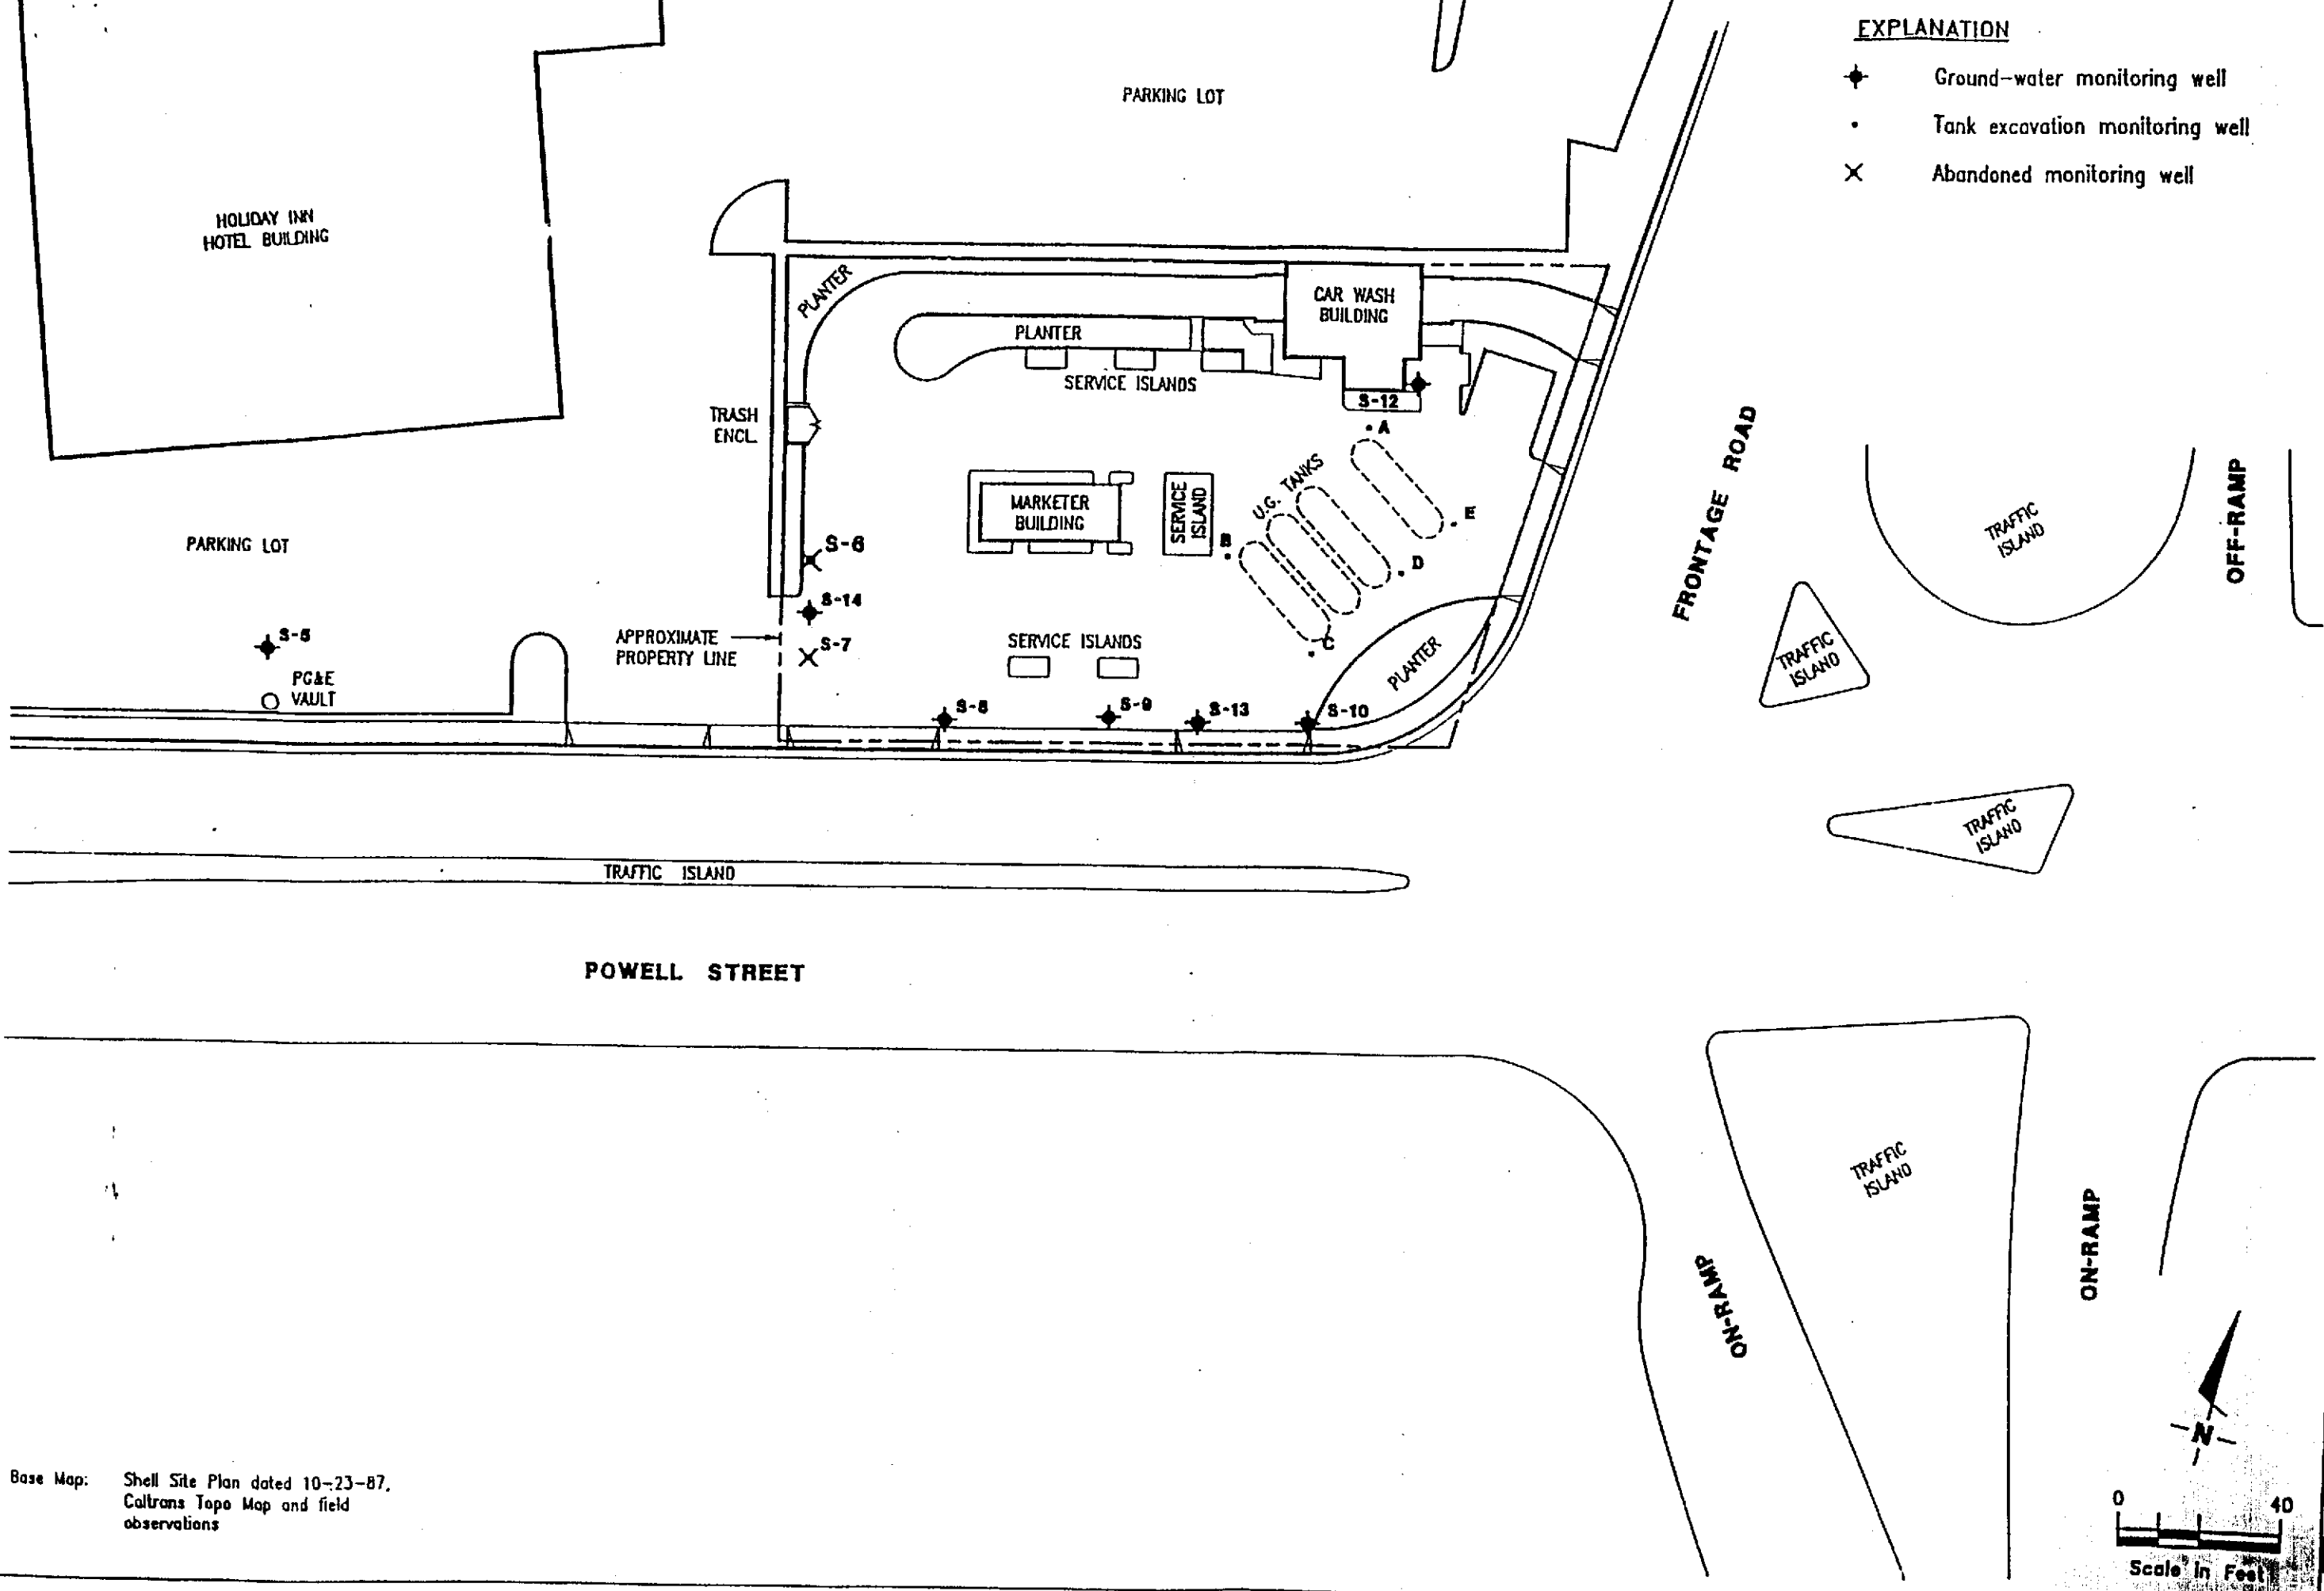 EXPLANATION
Ground-water monitoring well
Tank excavation monitoring well
Abandoned monitoring well
PARKING LOT
HOLIDAY INN
HOTEL BUILDING
PLANTER
CAR WASH
BUILDING
PLANTER
SERVICE ISLANDS
S-12
A
TRASH
ENCL.
U.G. TANKS
MARKETER
BUILDING
SERVICE
ISLAND
E
B
D
C
FRONTAGE ROAD
TRAFFIC
ISLAND
OFF-RAMP
PARKING LOT
S-6
S-14
S-5
APPROXIMATE
PROPERTY LINE
S-7
SERVICE ISLANDS
PLANTER
TRAFFIC
ISLAND
PG&E
VAULT
S-8
S-9
S-13
S-10
TRAFFIC
ISLAND
TRAFFIC ISLAND
POWELL STREET
TRAFFIC
ISLAND
ON-RAMP
ON-RAMP
N
Base Map: Shell Site Plan dated 10-23-87,
Caltrans Topo Map and field
observations
0 40
Scale in Feet